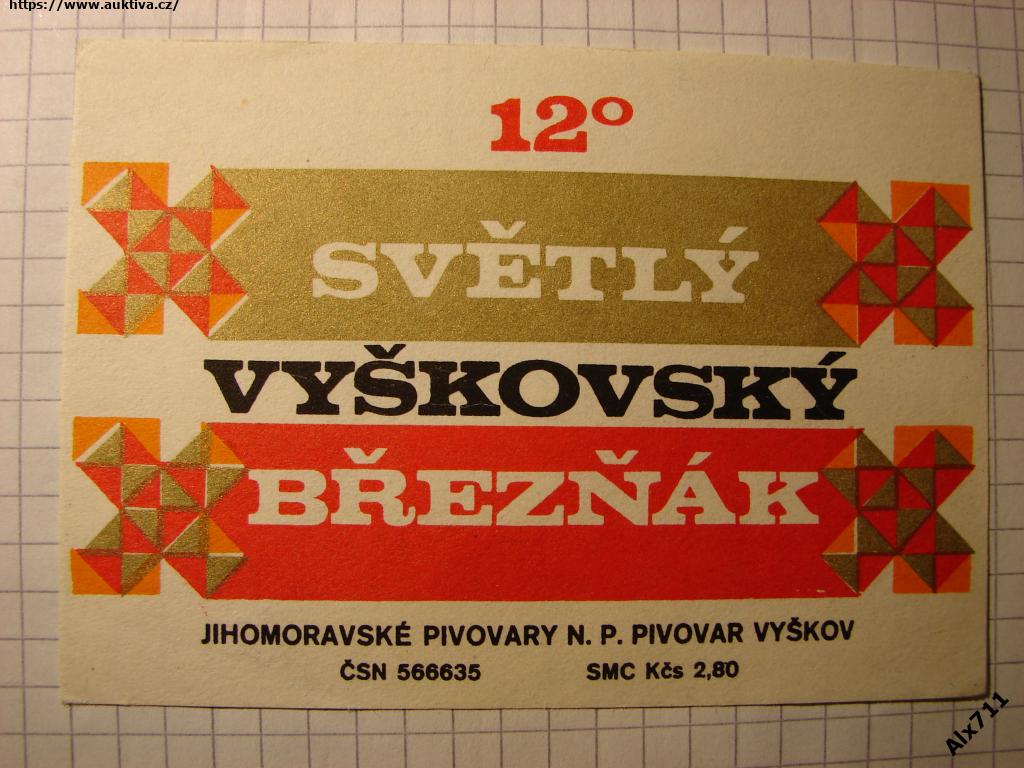 https://www.auktiva.cz/
12°
SVĚTLÝ
VYŠKOVSKÝ
BŘEZŇÁK
JIHOMORAVSKÉ PIVOVARY N. P. PIVOVAR VYŠKOV
ČSN 566635 SMC Kčs 2,80
Alx711